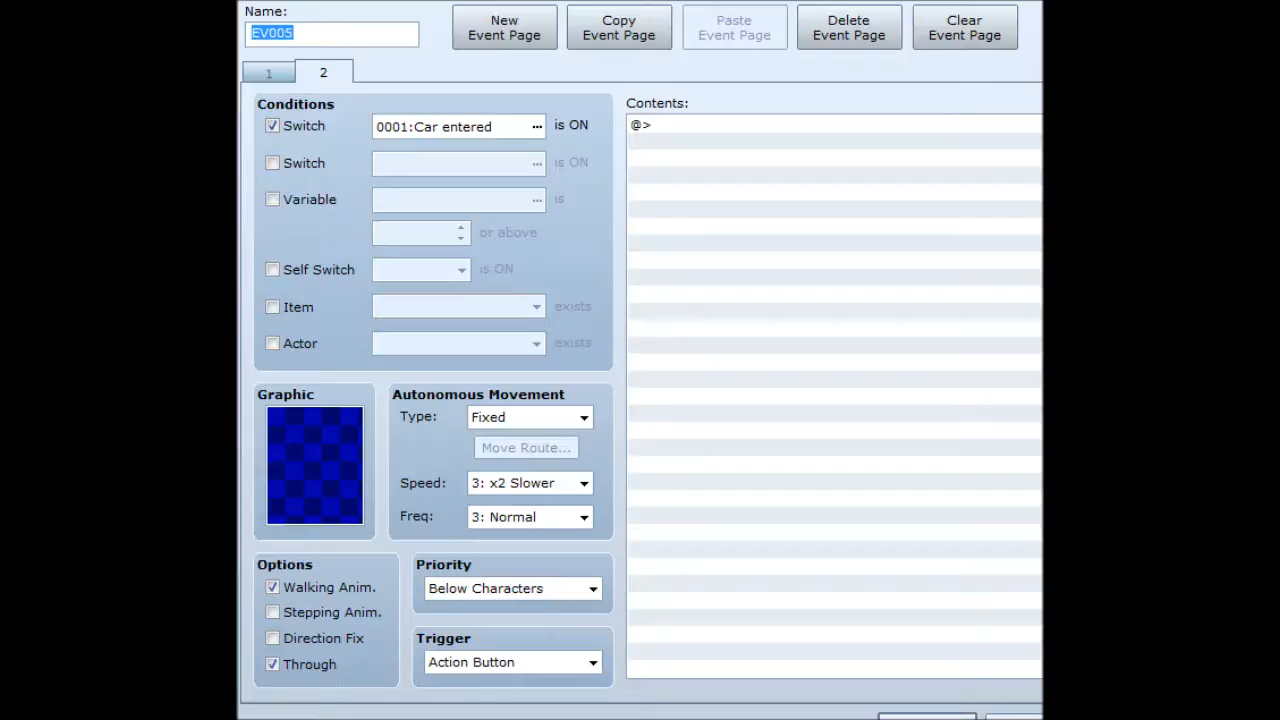 Name:
EV005
New Event Page
Copy Event Page
Paste Event Page
Delete Event Page
Clear Event Page
1
2
Conditions
Switch 0001:Car entered ... is ON
Switch ... is ON
Variable ... is
or above
Self Switch is ON
Item exists
Actor exists
Graphic
Autonomous Movement
Type: Fixed
Move Route...
Speed: 3: x2 Slower
Freq: 3: Normal
Options
Walking Anim.
Stepping Anim.
Direction Fix
Through
Priority
Below Characters
Trigger
Action Button
Contents:
@>